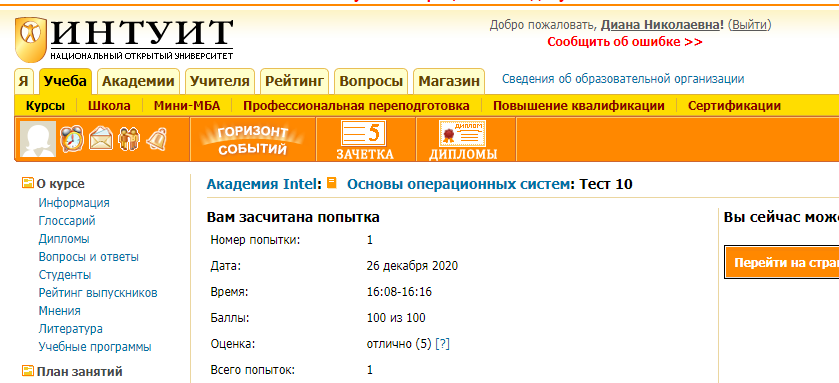 ИНТУИТ
НАЦИОНАЛЬНЫЙ ОТКРЫТЫЙ УНИВЕРСИТЕТ
Добро пожаловать, Диана Николаевна! (Выйти)
Сообщить об ошибке >>
Я Учеба Академии Учителя Рейтинг Вопросы Магазин Сведения об образовательной организации
Курсы Школа Мини-МБА Профессиональная переподготовка Повышение квалификации Сертификации
ГОРИЗОНТ СОБЫТИЙ
5
ЗАЧЕТКА
ДИПЛОМ
ДИПЛОМЫ
О курсе
Информация
Глоссарий
Дипломы
Вопросы и ответы
Студенты
Рейтинг выпускников
Мнения
Литература
Учебные программы
План занятий
Академия Intel: Основы операционных систем: Тест 10
Вам засчитана попытка
Номер попытки: 1
Дата: 26 декабря 2020
Время: 16:08-16:16
Баллы: 100 из 100
Оценка: отлично (5) [?]
Всего попыток: 1
Вы сейчас мож
Перейти на стра